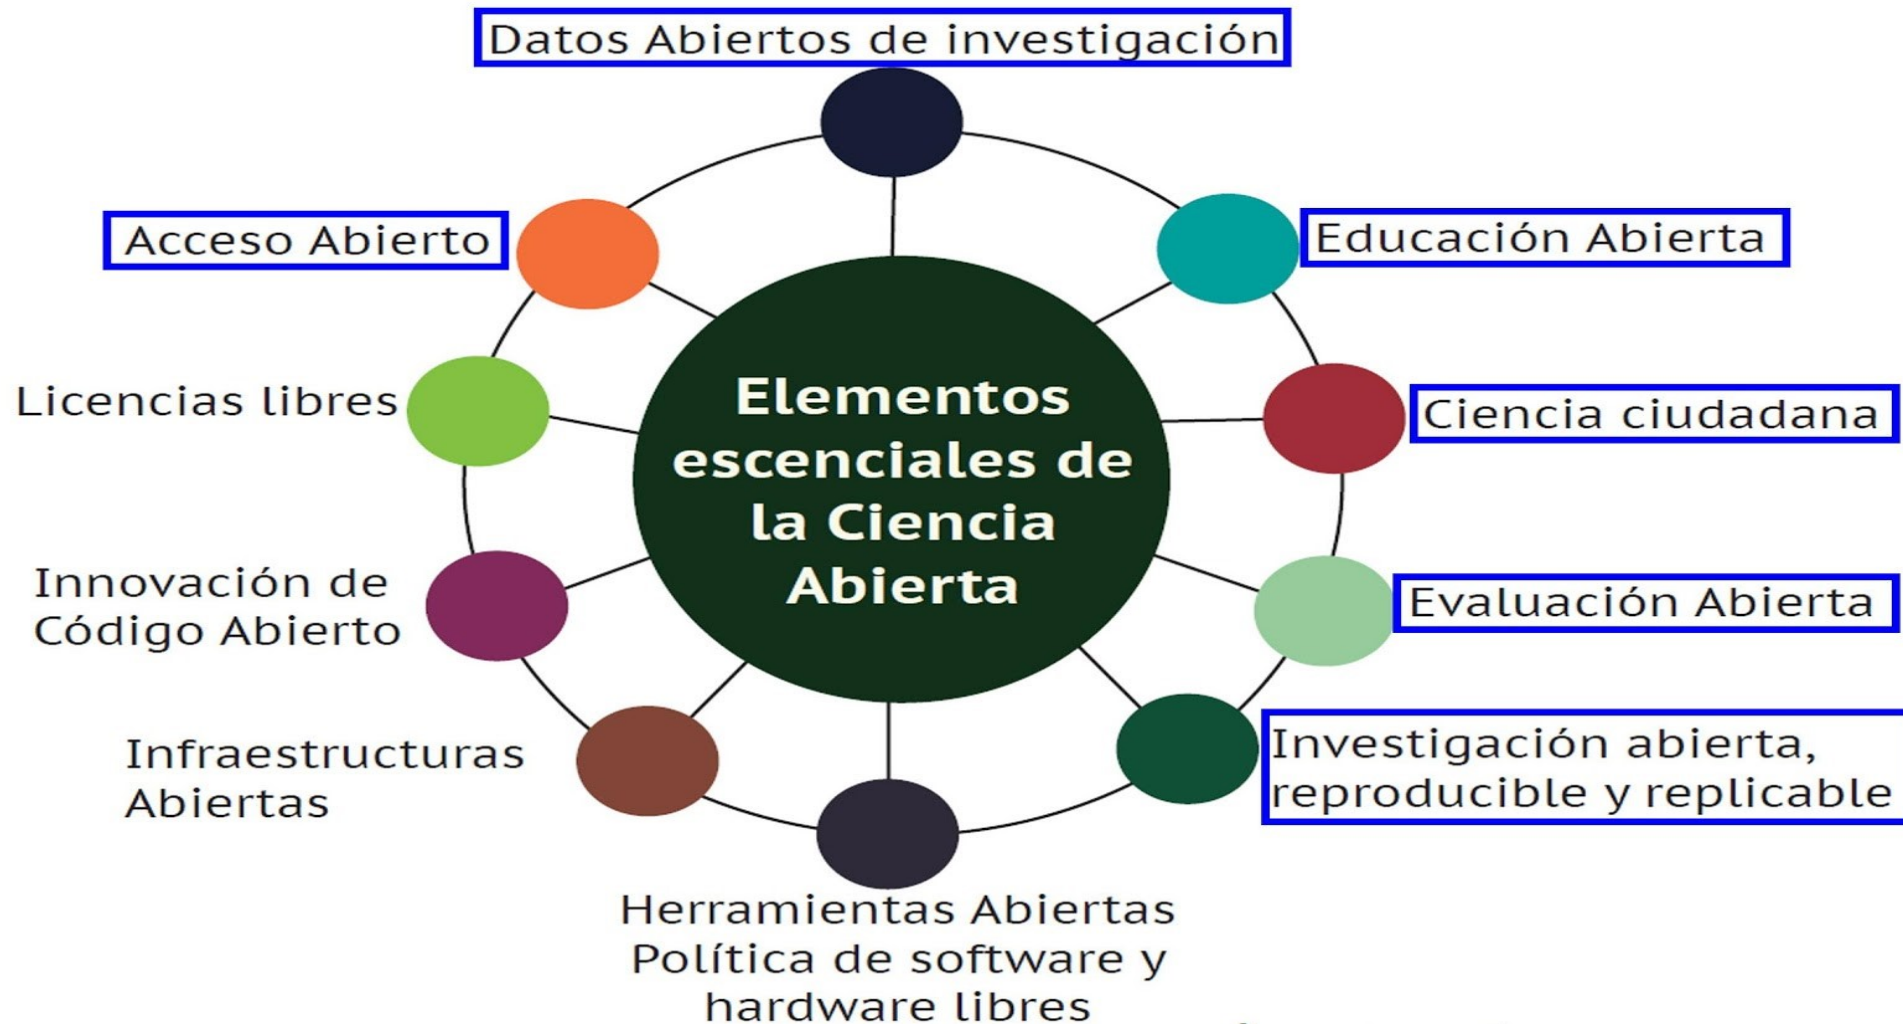 Datos Abiertos de investigación
Acceso Abierto
Educación Abierta
Licencias libres
Ciencia ciudadana
Elementos
escenciales de
la Ciencia
Abierta
Innovación de
Código Abierto
Evaluación Abierta
Infraestructuras
Abiertas
Investigación abierta,
reproducible y replicable
Herramientas Abiertas
Política de software y
hardware libres